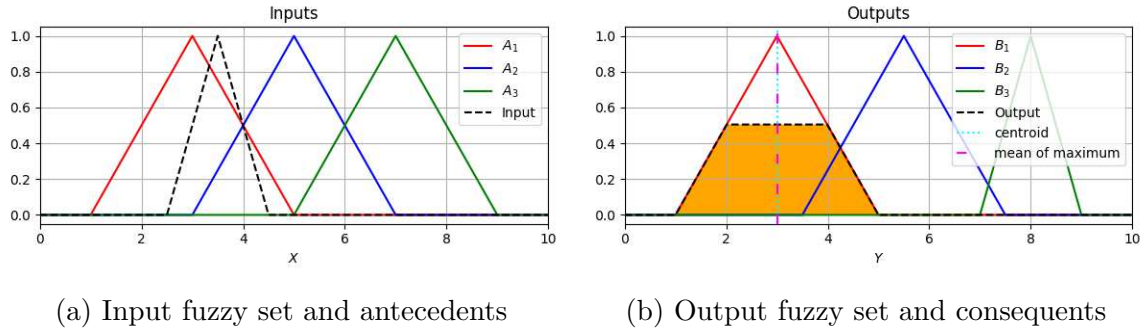 Inputs
1.0
0.8
0.6
0.4
0.2
0.0
0 2 4 6 8 10
X
A₁
A₂
A₃
Input
(a) Input fuzzy set and antecedents
Outputs
1.0
0.8
0.6
0.4
0.2
0.0
0 2 4 6 8 10
Y
B₁
B₂
B₃
Output
centroid
mean of maximum
(b) Output fuzzy set and consequents